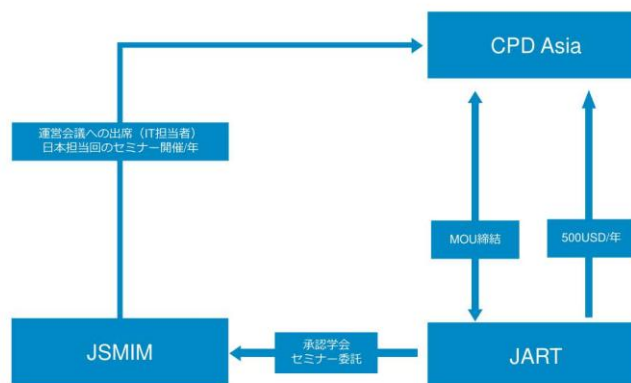 CPD Asia
運営会議への出席（IT担当者）
日本担当回のセミナー開催/年
MOU締結
500USD/年
JSMIM
承認学会
セミナー委託
JART